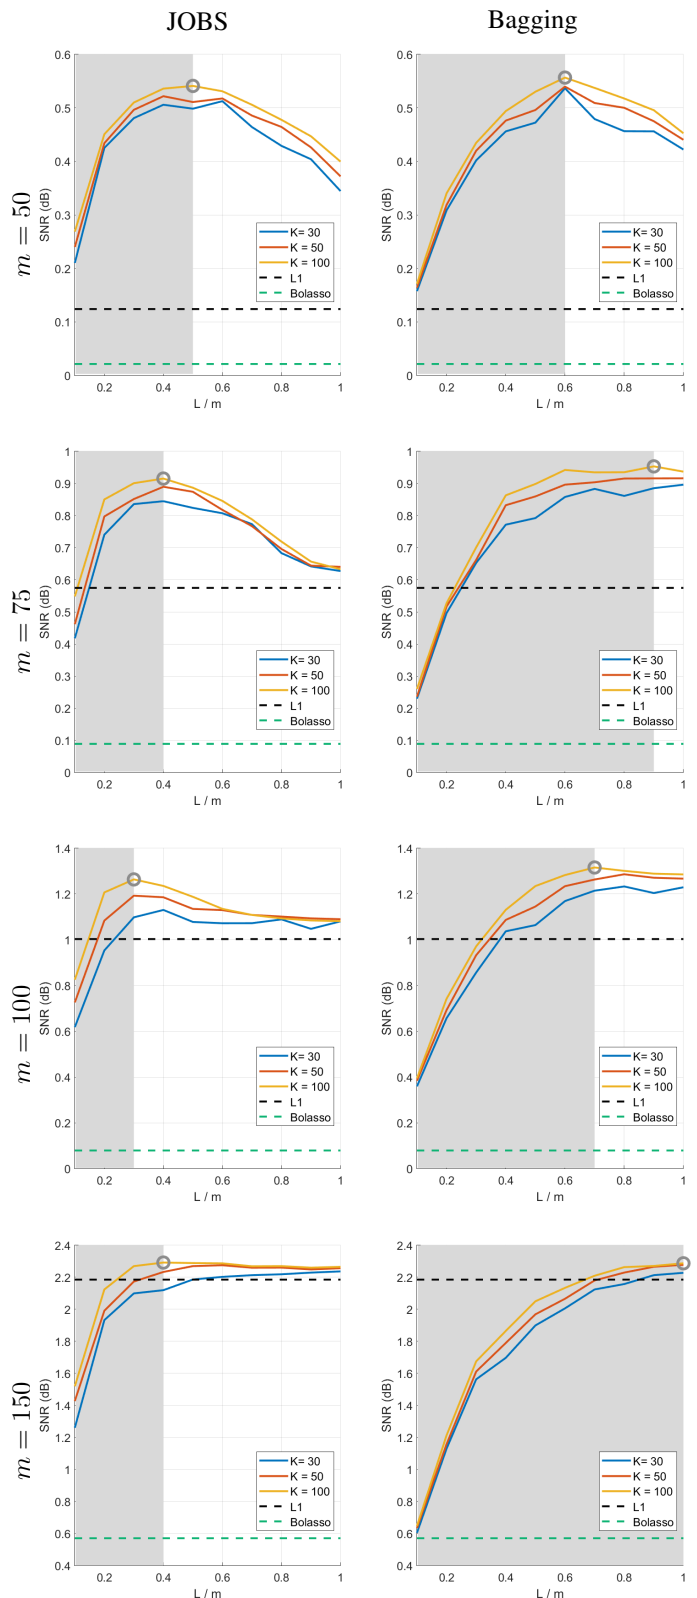 JOBS
Bagging
m = 50
SNR (dB)
0.6
0.5
0.4
0.3
0.2
0.1
0
0.2 0.4 0.6 0.8 1
L / m
K= 30
K = 50
K = 100
L1
Bolasso
SNR (dB)
0.6
0.5
0.4
0.3
0.2
0.1
0
0.2 0.4 0.6 0.8 1
L / m
K= 30
K = 50
K = 100
L1
Bolasso
m = 75
SNR (dB)
1
0.9
0.8
0.7
0.6
0.5
0.4
0.3
0.2
0.1
0
0.2 0.4 0.6 0.8 1
L / m
K= 30
K = 50
K = 100
L1
Bolasso
SNR (dB)
1
0.9
0.8
0.7
0.6
0.5
0.4
0.3
0.2
0.1
0
0.2 0.4 0.6 0.8 1
L / m
K= 30
K = 50
K = 100
L1
Bolasso
m = 100
SNR (dB)
1.4
1.2
1
0.8
0.6
0.4
0.2
0
0.2 0.4 0.6 0.8 1
L / m
K= 30
K = 50
K = 100
L1
Bolasso
SNR (dB)
1.4
1.2
1
0.8
0.6
0.4
0.2
0
0.2 0.4 0.6 0.8 1
L / m
K= 30
K = 50
K = 100
L1
Bolasso
m = 150
SNR (dB)
2.4
2.2
2
1.8
1.6
1.4
1.2
1
0.8
0.6
0.4
0.2 0.4 0.6 0.8 1
L / m
K= 30
K = 50
K = 100
L1
Bolasso
SNR (dB)
2.4
2.2
2
1.8
1.6
1.4
1.2
1
0.8
0.6
0.4
0.2 0.4 0.6 0.8 1
L / m
K= 30
K = 50
K = 100
L1
Bolasso